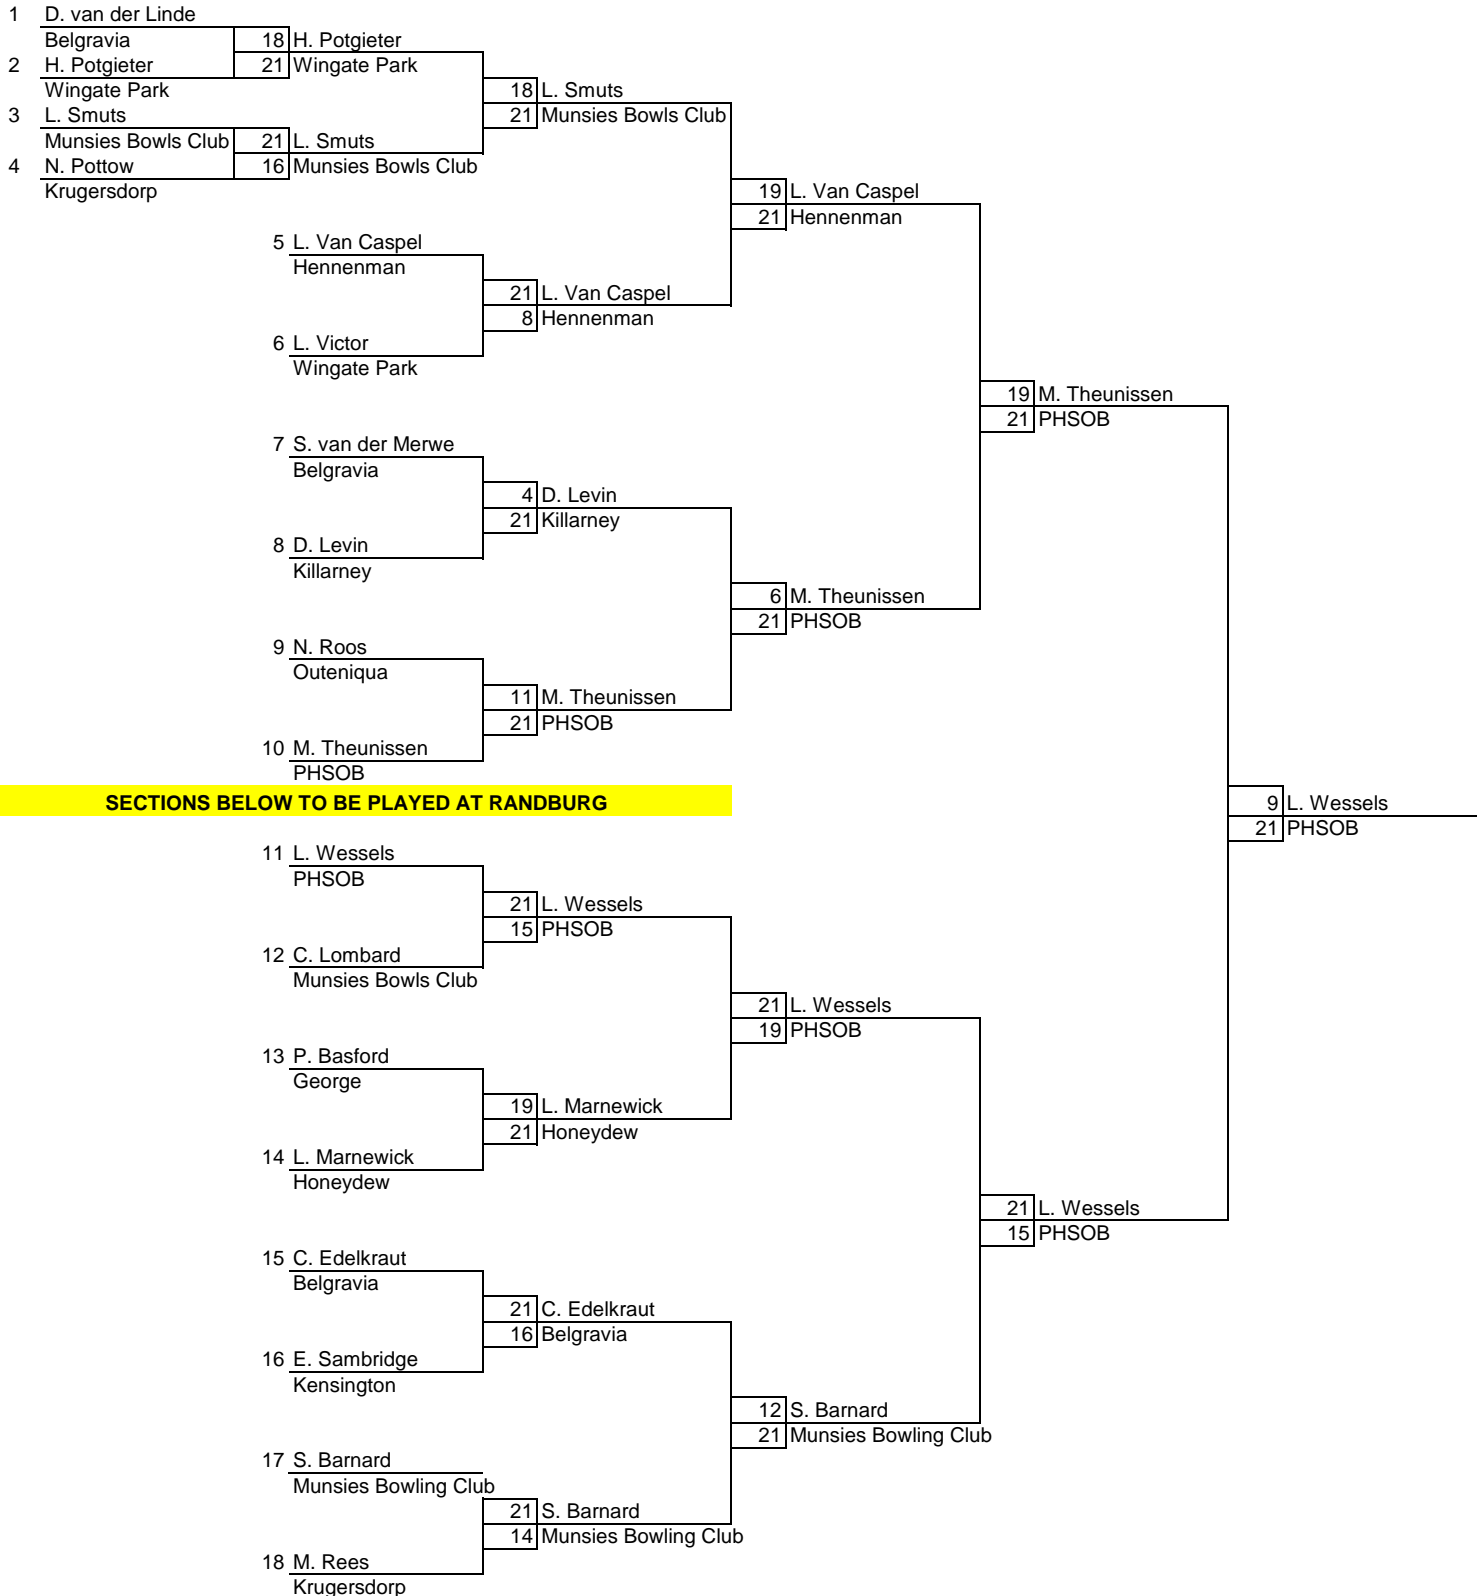 1 D. van der Linde
Belgravia 18 H. Potgieter
2 H. Potgieter 21 Wingate Park
Wingate Park 18 L. Smuts
3 L. Smuts 21 Munsies Bowls Club
Munsies Bowls Club 21 L. Smuts
4 N. Pottow 16 Munsies Bowls Club
Krugersdorp 19 L. Van Caspel
21 Hennenman
5 L. Van Caspel
Hennenman
21 L. Van Caspel
8 Hennenman
6 L. Victor
Wingate Park
19 M. Theunissen
21 PHSOB
7 S. van der Merwe
Belgravia
4 D. Levin
21 Killarney
8 D. Levin
Killarney
6 M. Theunissen
21 PHSOB
9 N. Roos
Outeniqua
11 M. Theunissen
21 PHSOB
10 M. Theunissen
PHSOB
SECTIONS BELOW TO BE PLAYED AT RANDBURG 9 L. Wessels
21 PHSOB
11 L. Wessels
PHSOB
21 L. Wessels
15 PHSOB
12 C. Lombard
Munsies Bowls Club
21 L. Wessels
19 PHSOB
13 P. Basford
George
19 L. Marnewick
21 Honeydew
14 L. Marnewick
Honeydew
21 L. Wessels
15 PHSOB
15 C. Edelkraut
Belgravia
21 C. Edelkraut
16 Belgravia
16 E. Sambridge
Kensington
12 S. Barnard
21 Munsies Bowling Club
17 S. Barnard
Munsies Bowling Club
21 S. Barnard
14 Munsies Bowling Club
18 M. Rees
Krugersdorp